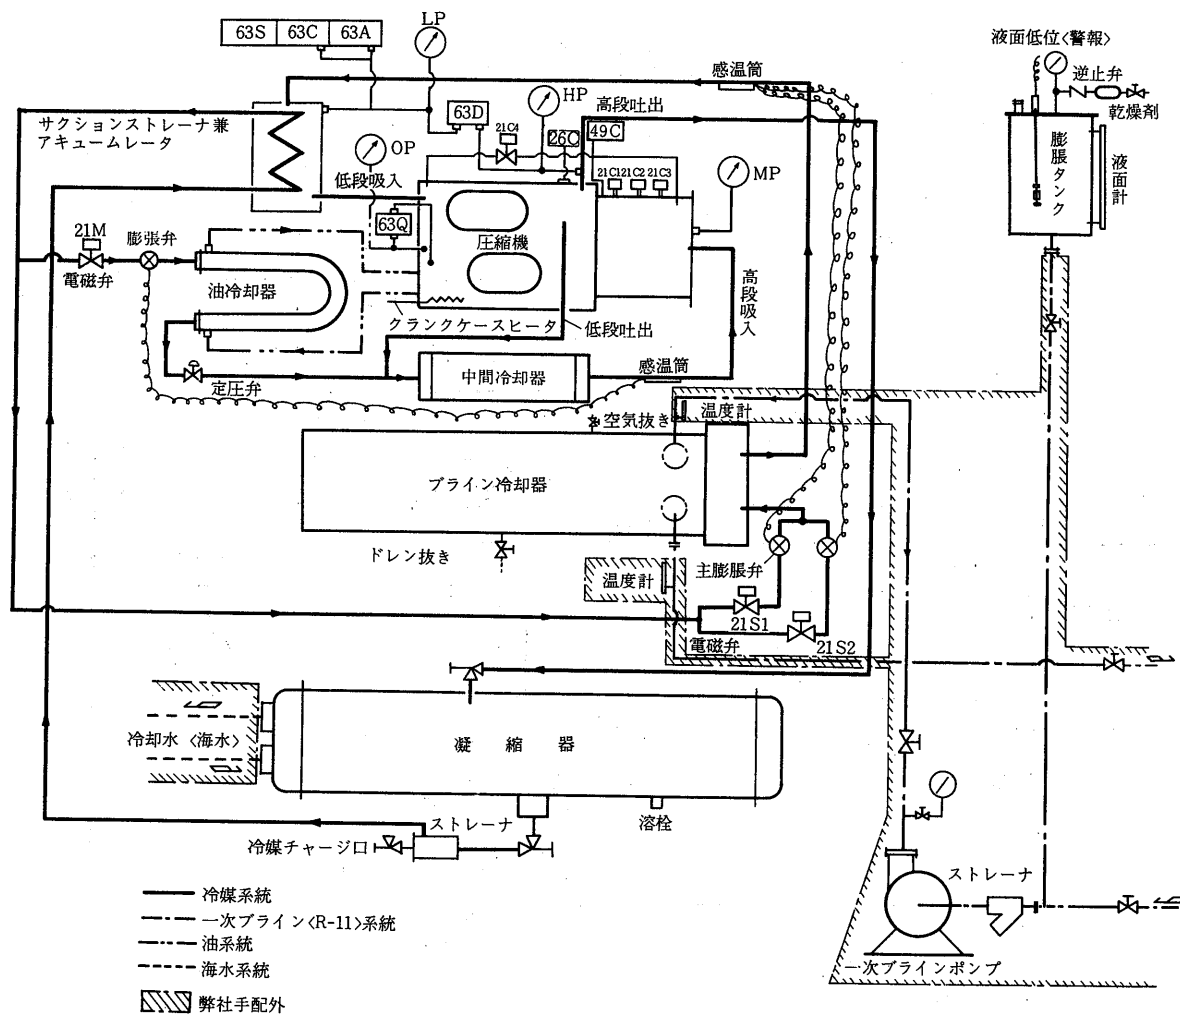 63S 63C 63A
LP
液面低位<警報>
逆止弁
乾燥剤
感温筒
HP
高段吐出
63D
21C4
26C
49C
サクションストレーナ兼
アキュームレータ
OP
低段吸入
21C1 21C2 21C3
MP
膨脹タンク
液面計
63Q
圧縮機
21M
膨張弁
電磁弁
油冷却器
高段吸入
クランクケースヒータ
低段吐出
中間冷却器
感温筒
定圧弁
空気抜き
温度計
ブライン冷却器
ドレン抜き
主膨脹弁
温度計
21S1
21S2
電磁弁
冷却水<海水>
凝縮器
ストレーナ
溶栓
冷媒チャージ口
ストレーナ
一次ブラインポンプ
冷媒系統
一次ブライン<R-11>系統
油系統
海水系統
弊社手配外